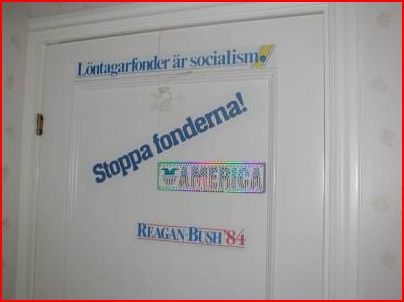 Löntagarfonder är socialism!
Stoppa fonderna!
AMERICA
REAGAN-BUSH '84